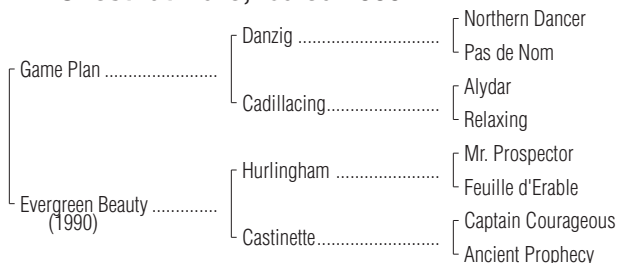 Northern Dancer
Danzig ................................
Pas de Nom
Game Plan .........................
Alydar
Cadillacing.........................
Relaxing
Mr. Prospector
Hurlingham .......................
Feuille d'Erable
Evergreen Beauty ..............
(1990)
Captain Courageous
Castinette...........................
Ancient Prophecy